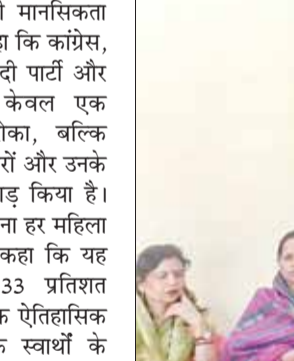 मानसिकता
कि कांग्रेस,
पार्टी और
केवल एक
बल्कि
और उनके
किया है।
हर महिला
कहा कि यह
33 प्रतिशत
ऐतिहासिक
स्वार्थों के